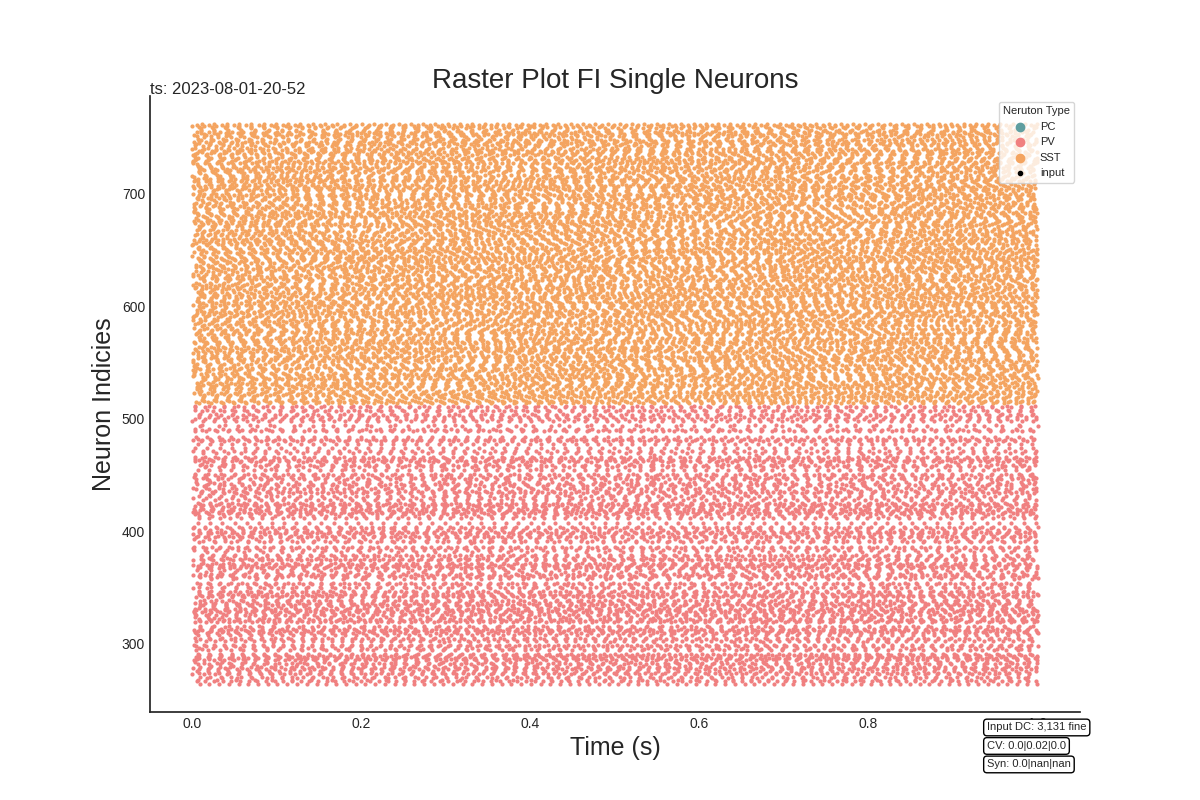 Raster Plot FI Single Neurons
ts: 2023-08-01-20-52
Neruton Type
PC
PV
SST
input
700
600
500
400
300
Neuron Indicies
0.0 0.2 0.4 0.6 0.8
Time (s)
Input DC: 3,131 fine
CV: 0.0|0.02|0.0
Syn: 0.0|nan|nan